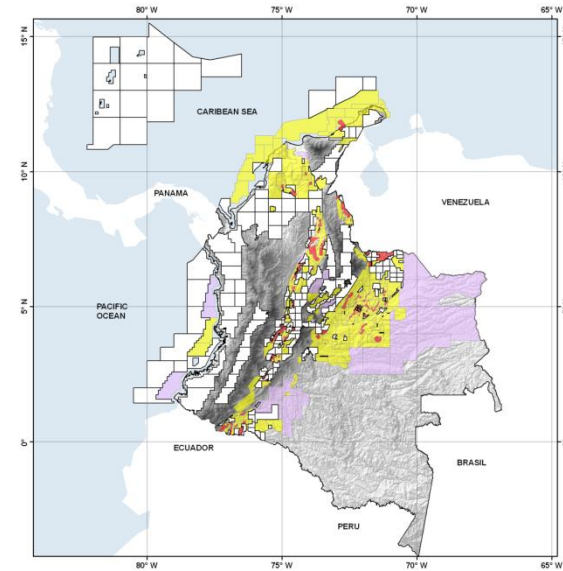 80° W
75° W
70° W
65° W
15° N
CARIBEAN SEA
10° N
PANAMA
VENEZUELA
5° N
PACIFIC
OCEAN
0°
ECUADOR
BRASIL
PERU
80° W
75° W
70° W
65° W